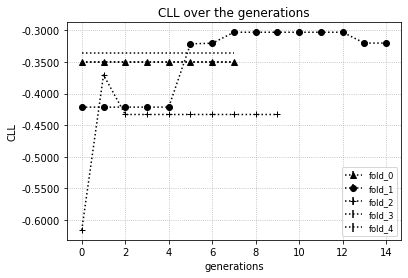 CLL over the generations
-0.3000
-0.3500
-0.4000
-0.4500
-0.5000
-0.5500
-0.6000
CLL
0 2 4 6 8 10 12 14
generations
fold_0
fold_1
fold_2
fold_3
fold_4